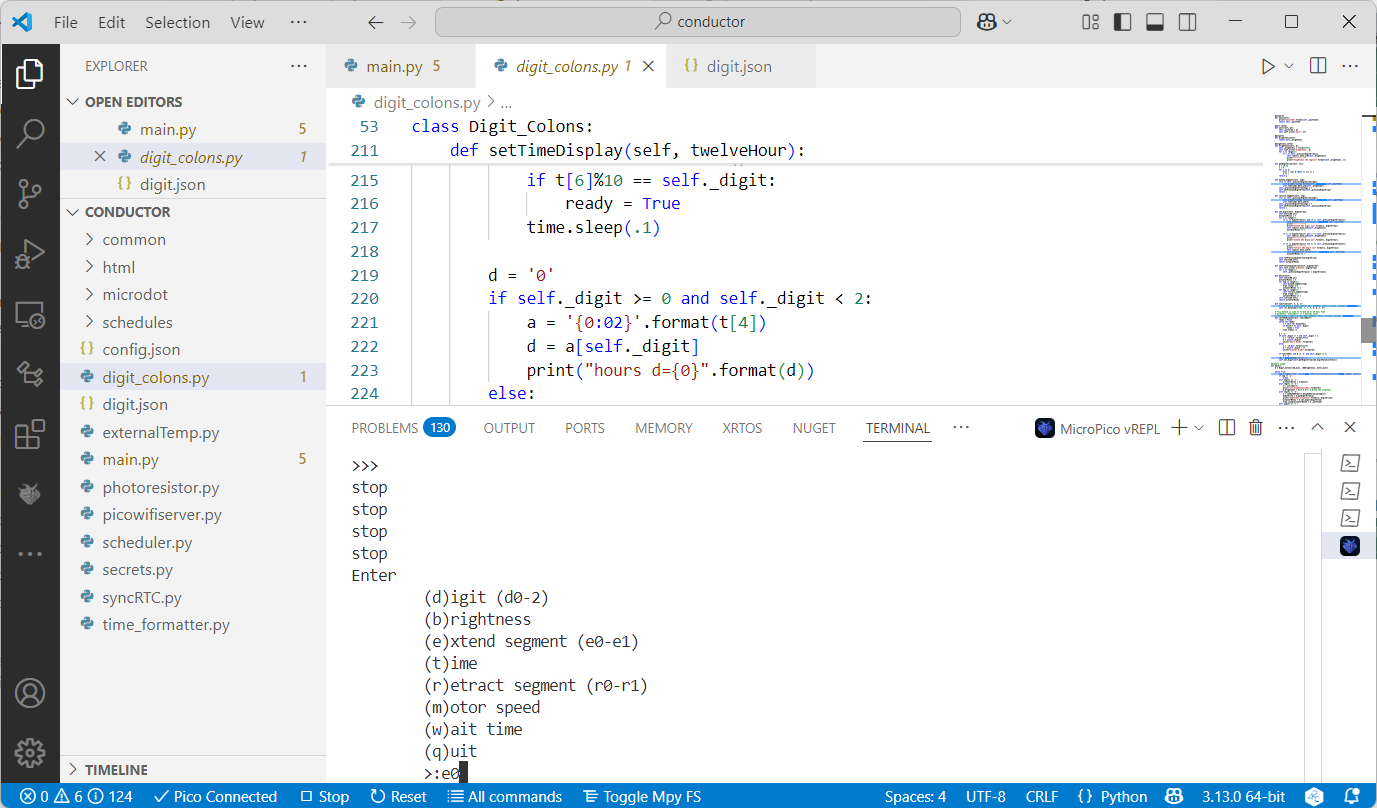 File Edit Selection View ··· conductor
EXPLORER ···
OPEN EDITORS
main.py 5
digit_colons.py 1
digit.json
CONDUCTOR
common
html
microdot
schedules
config.json
digit_colons.py 1
digit.json
externalTemp.py
main.py 5
photoresistor.py
picowifiserver.py
scheduler.py
secrets.py
syncRTC.py
time_formatter.py
TIMELINE
main.py 5 digit_colons.py 1 {} digit.json
digit_colons.py > ...
53 class Digit_Colons:
211 def setTimeDisplay(self, twelveHour):
215 if t[6]%10 == self._digit:
216 ready = True
217 time.sleep(.1)
218
219 d = '0'
220 if self._digit >= 0 and self._digit < 2:
221 a = '{0:02}'.format(t[4])
222 d = a[self._digit]
223 print("hours d={0}".format(d))
224 else:
PROBLEMS 130 OUTPUT PORTS MEMORY XRTOS NUGET TERMINAL ··· MicroPico vREPL
>>>
stop
stop
stop
stop
Enter
(d)igit (d0-2)
(b)rightness
(e)xtend segment (e0-e1)
(t)ime
(r)etract segment (r0-r1)
(m)otor speed
(w)ait time
(q)uit
>:e0
0 6 124 Pico Connected Stop Reset All commands Toggle Mpy FS Spaces: 4 UTF-8 CRLF {} Python 3.13.0 64-bit